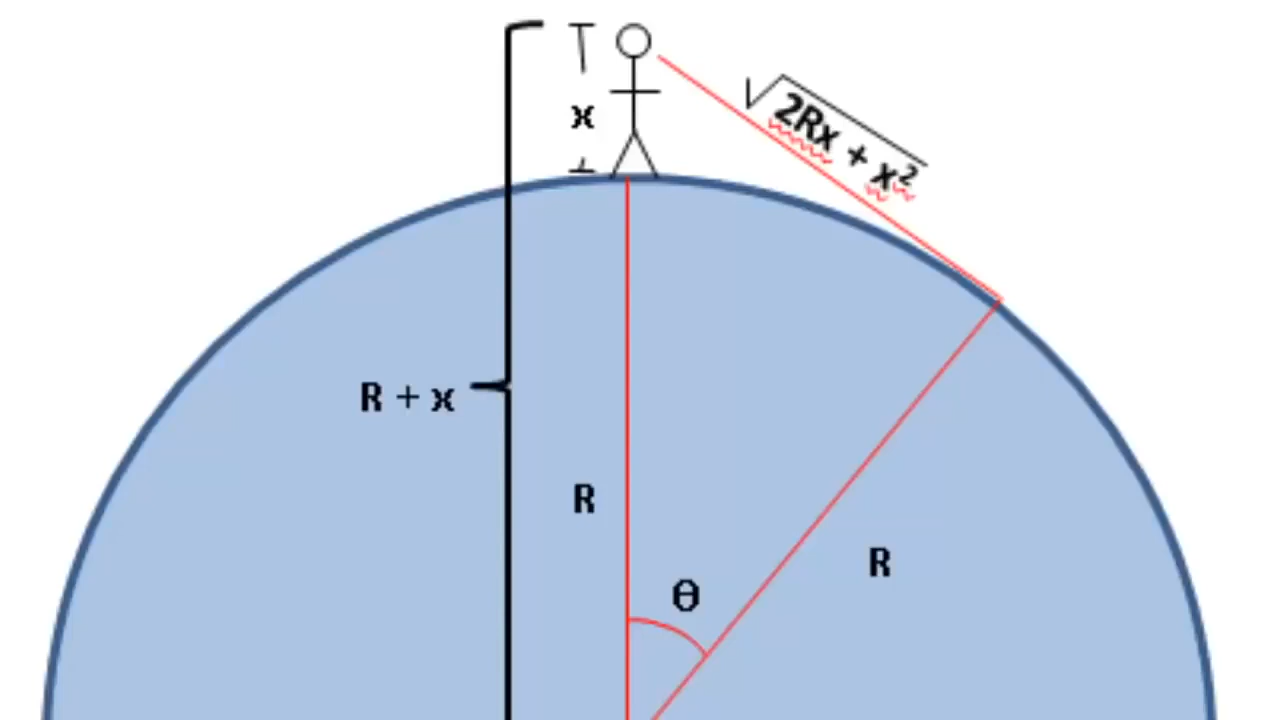 x
√2Rx + x²
R + x
R
R
θ